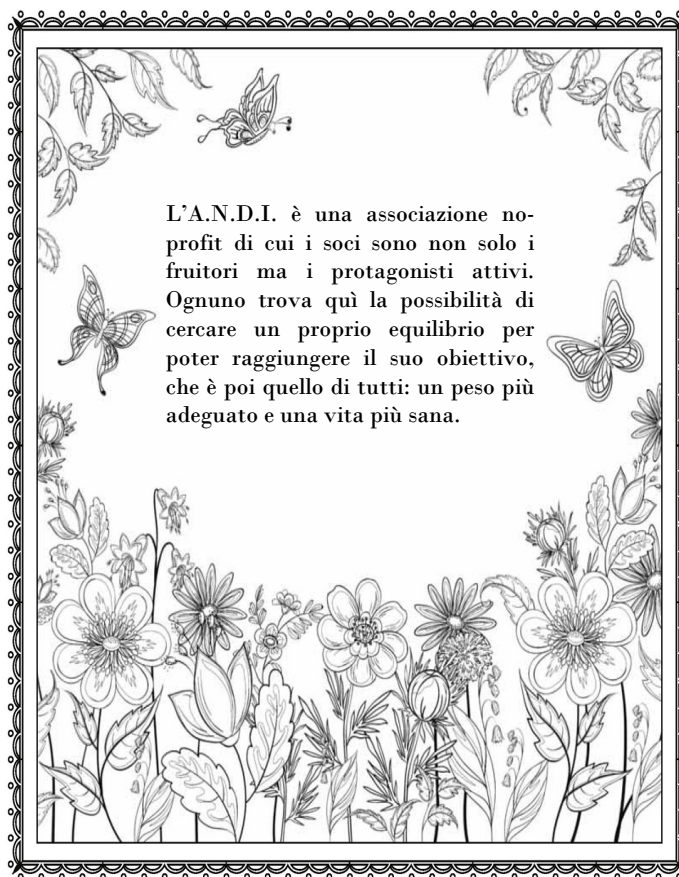 L’A.N.D.I. è una associazione no-
profit di cui i soci sono non solo i
fruitori ma i protagonisti attivi.
Ognuno trova quì la possibilità di
cercare un proprio equilibrio per
poter raggiungere il suo obiettivo,
che è poi quello di tutti: un peso più
adeguato e una vita più sana.